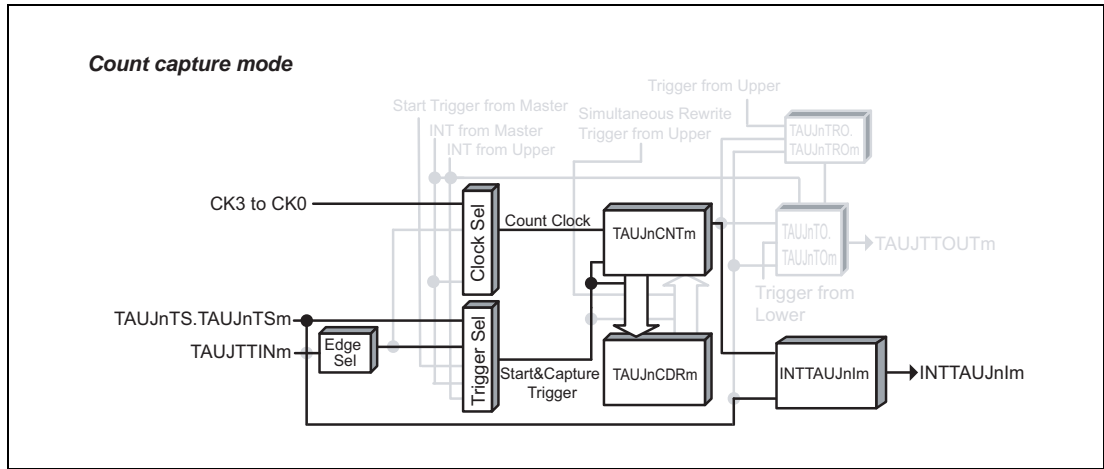 Count capture mode
Trigger from Upper
Start Trigger from Master
Simultaneous Rewrite
Trigger from Upper
INT from Master
INT from Upper
TAUJnTRO.
TAUJnTROm
CK3 to CK0
Clock Sel
Count Clock
TAUJnCNTm
TAUJnTO.
TAUJnTOm
TAUJTTOUTm
Trigger from
Lower
TAUJnTS.TAUJnTSm
TAUJTTINm
Edge
Sel
Trigger Sel
Start&Capture
Trigger
TAUJnCDRm
INTTAUJnIm
INTTAUJnIm